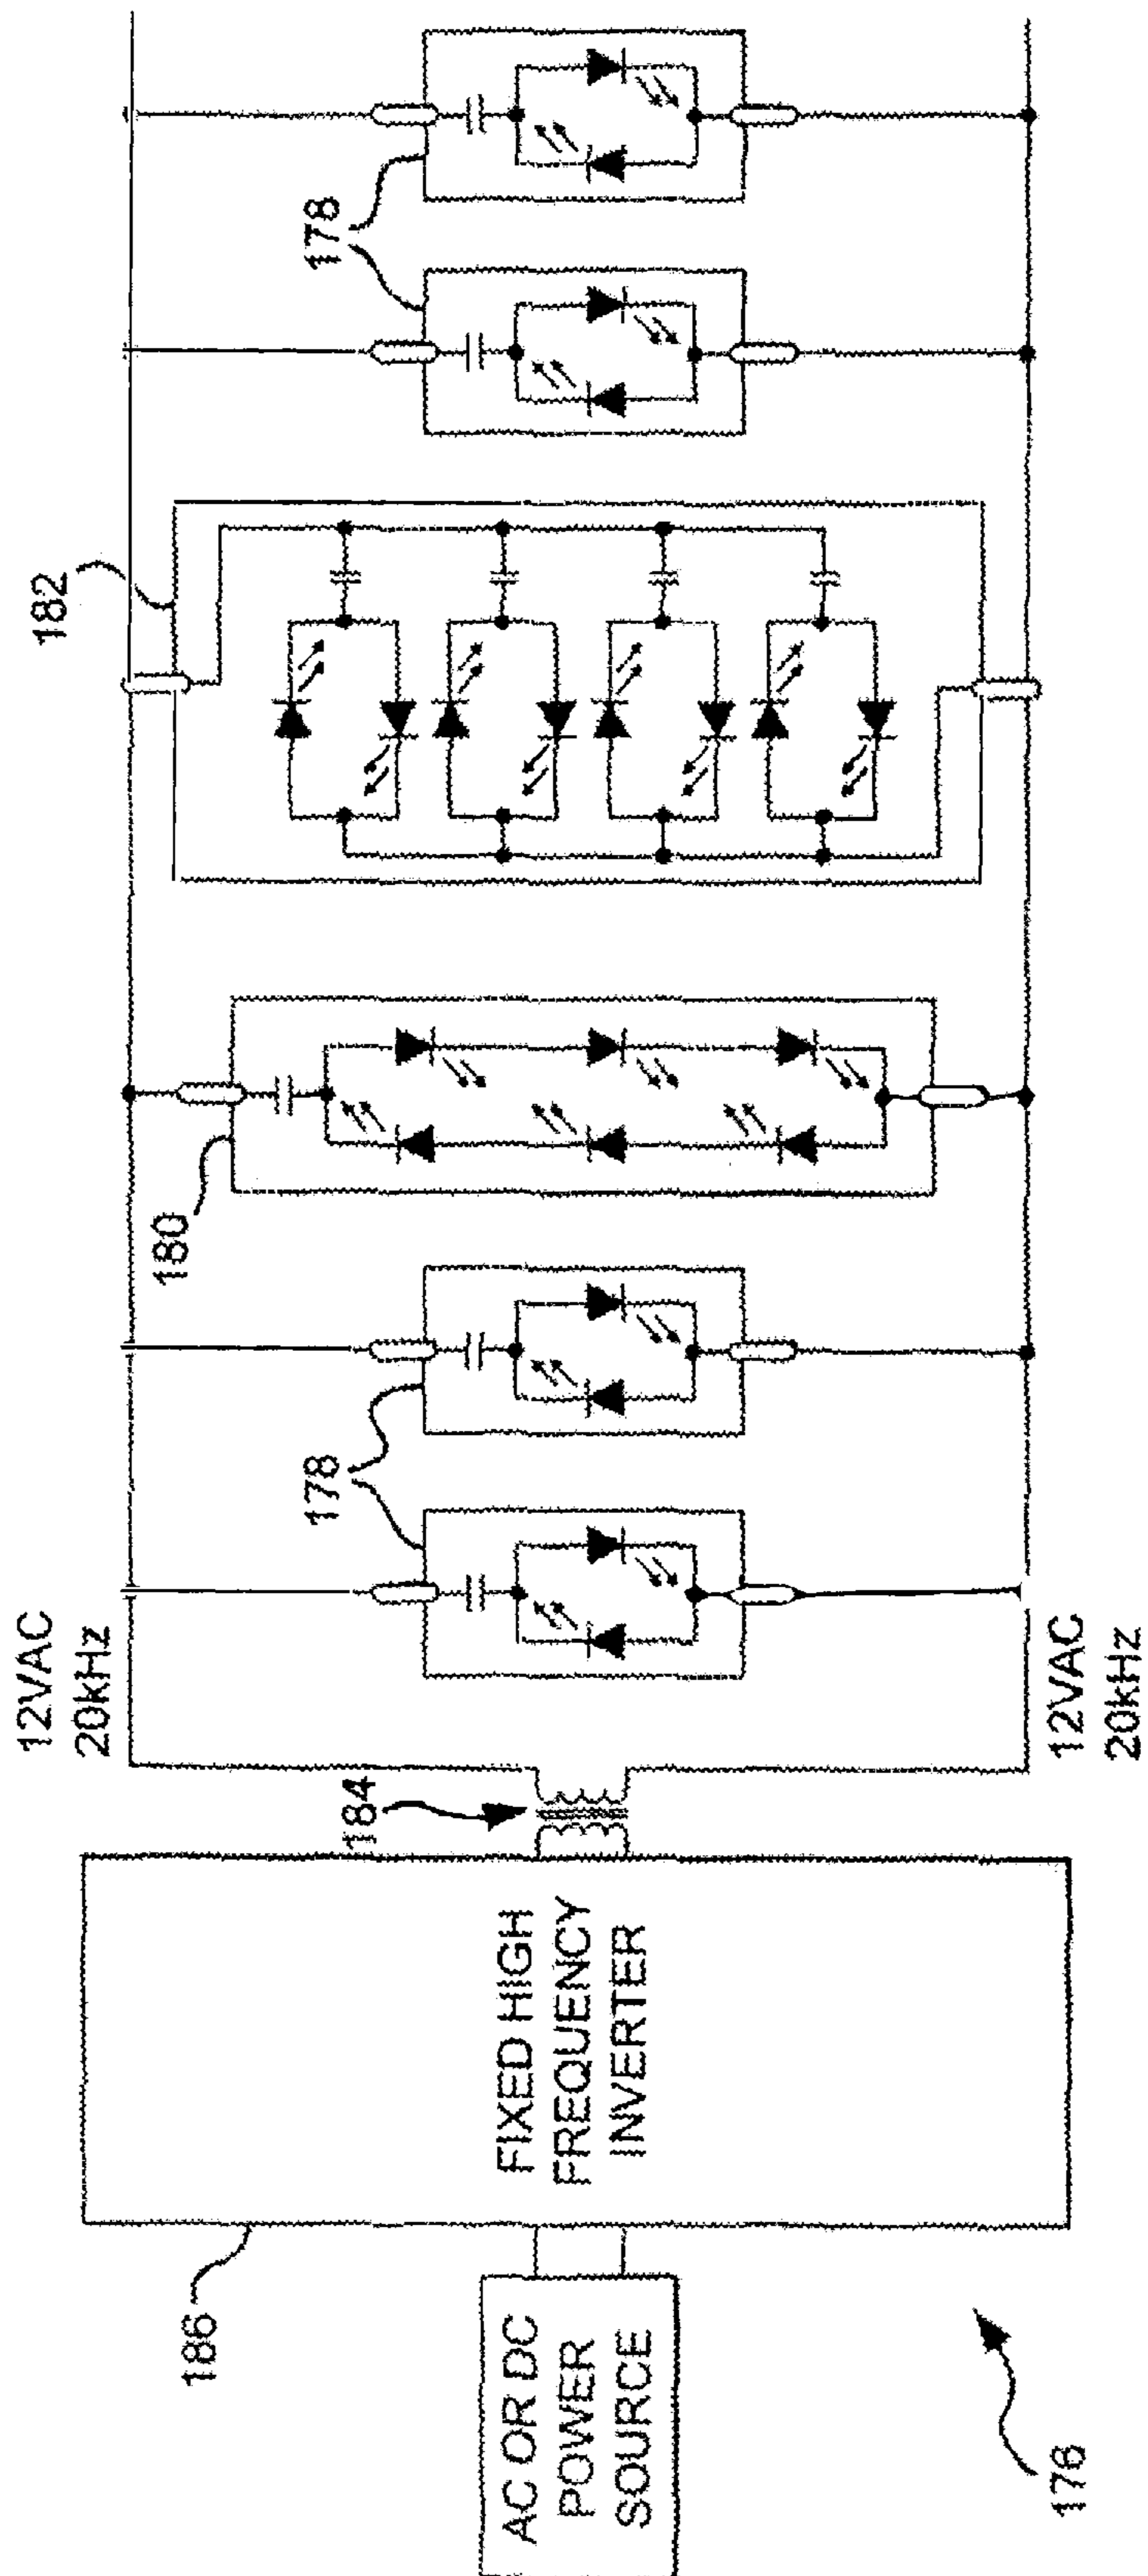 12VAC
20kHz
182
180
186
178
178
184
AC OR DC
POWER
SOURCE
FIXED HIGH
FREQUENCY
INVERTER
176
12VAC
20kHz